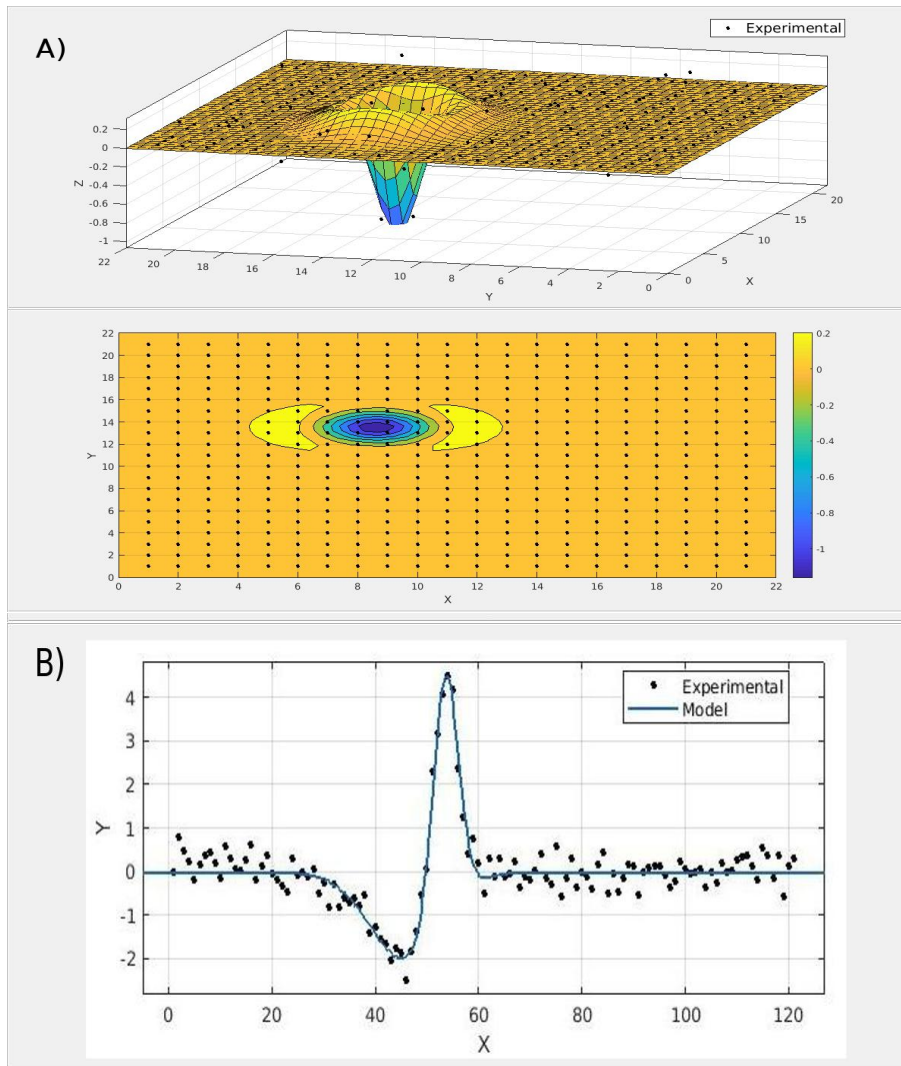 A)
Experimental
0.2
0
-0.2
-0.4
-0.6
-0.8
-1
Z
22 20 18 16 14 12 10 8 6 4 2 0
Y
0 5 10 15 20
X
22
20
18
16
14
12
10
8
6
4
2
0
Y
0 2 4 6 8 10 12 14 16 18 20 22
X
0.2
0
-0.2
-0.4
-0.6
-0.8
-1
B)
Experimental
Model
4
3
2
1
0
-1
-2
Y
0 20 40 60 80 100 120
X